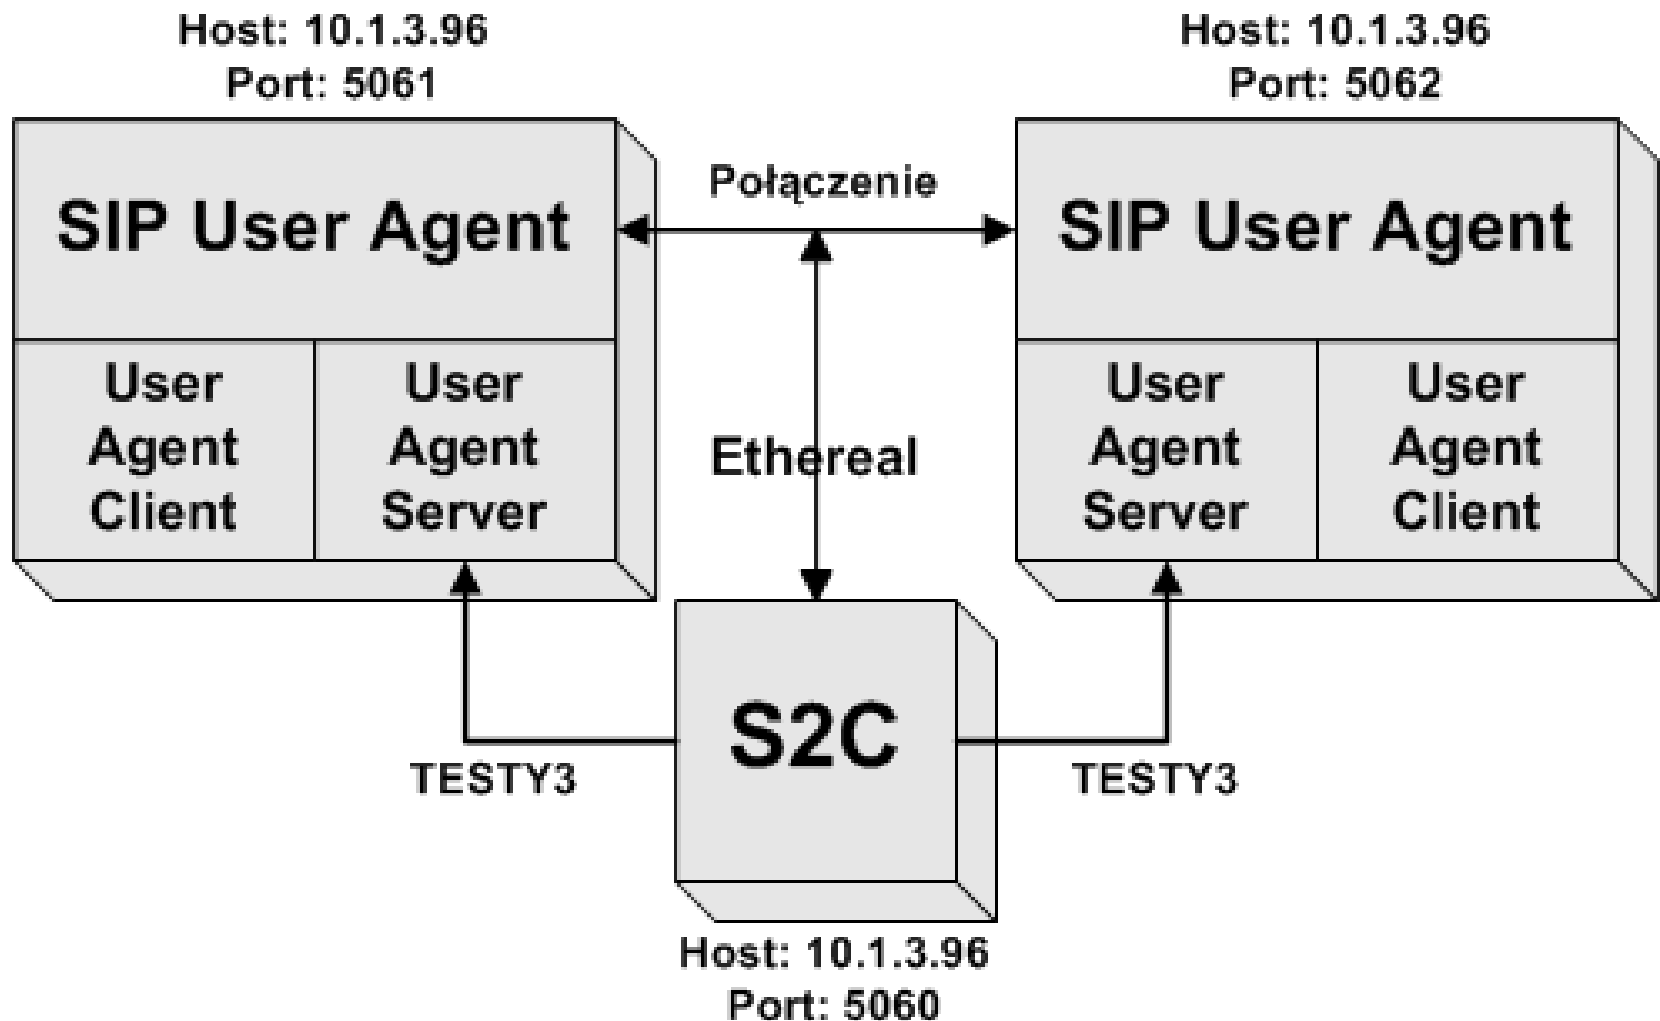 Host: 10.1.3.96
Port: 5061
Host: 10.1.3.96
Port: 5062
SIP User Agent
Połączenie
SIP User Agent
User
Agent
Client
User
Agent
Server
Ethereal
User
Agent
Server
User
Agent
Client
S2C
TESTY3
TESTY3
Host: 10.1.3.96
Port: 5060